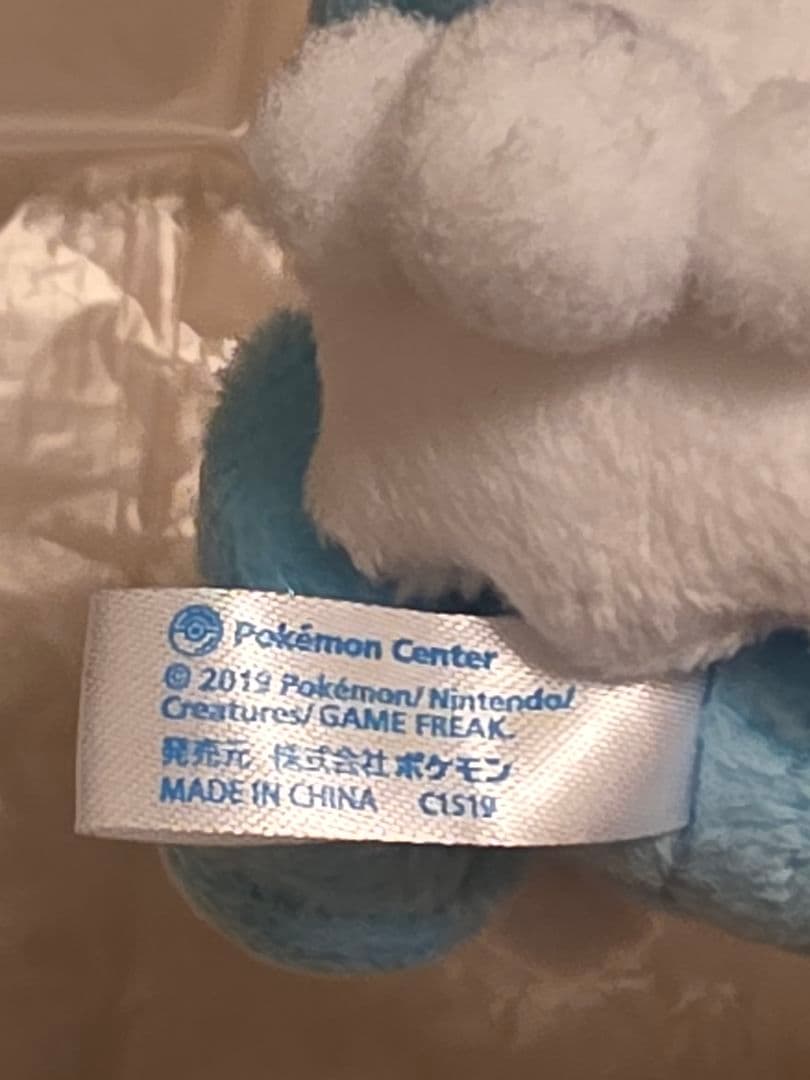 Pokémon Center
© 2019 Pokémon/Nintendo/
Creatures/GAME FREAK.
発売元 株式会社ポケモン
MADE IN CHINA C1S19